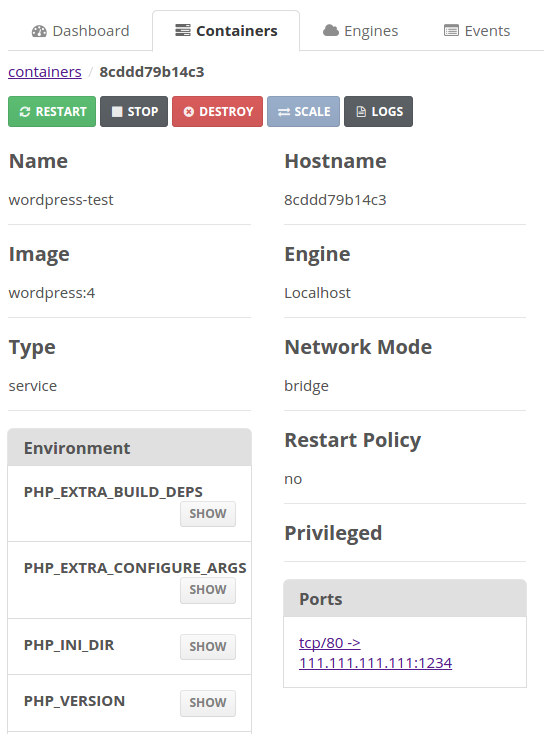 Dashboard Containers Engines Events
containers / 8cddd79b14c3
RESTART STOP DESTROY SCALE LOGS
Name
wordpress-test
Image
wordpress:4
Type
service
Environment
PHP_EXTRA_BUILD_DEPS
SHOW
PHP_EXTRA_CONFIGURE_ARGS
SHOW
PHP_INI_DIR SHOW
PHP_VERSION SHOW
Hostname
8cddd79b14c3
Engine
Localhost
Network Mode
bridge
Restart Policy
no
Privileged
Ports
tcp/80 ->
111.111.111.111:1234